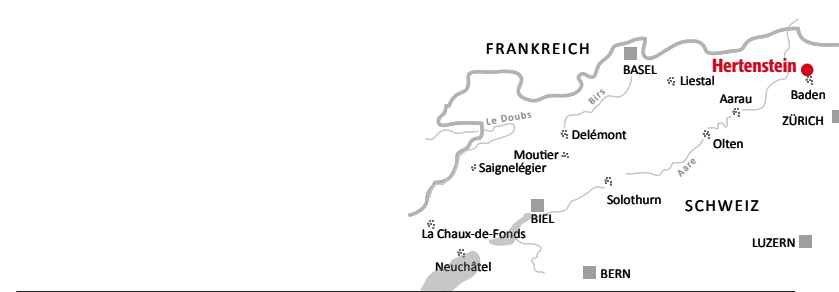 FRANKREICH
BASEL
Hertenstein
Liestal
Baden
Aarau
Birs
Le Doubs
ZÜRICH
Delémont
Olten
Moutier
Saignelégier
Aare
Solothurn
SCHWEIZ
BIEL
La Chaux-de-Fonds
LUZERN
Neuchâtel
BERN